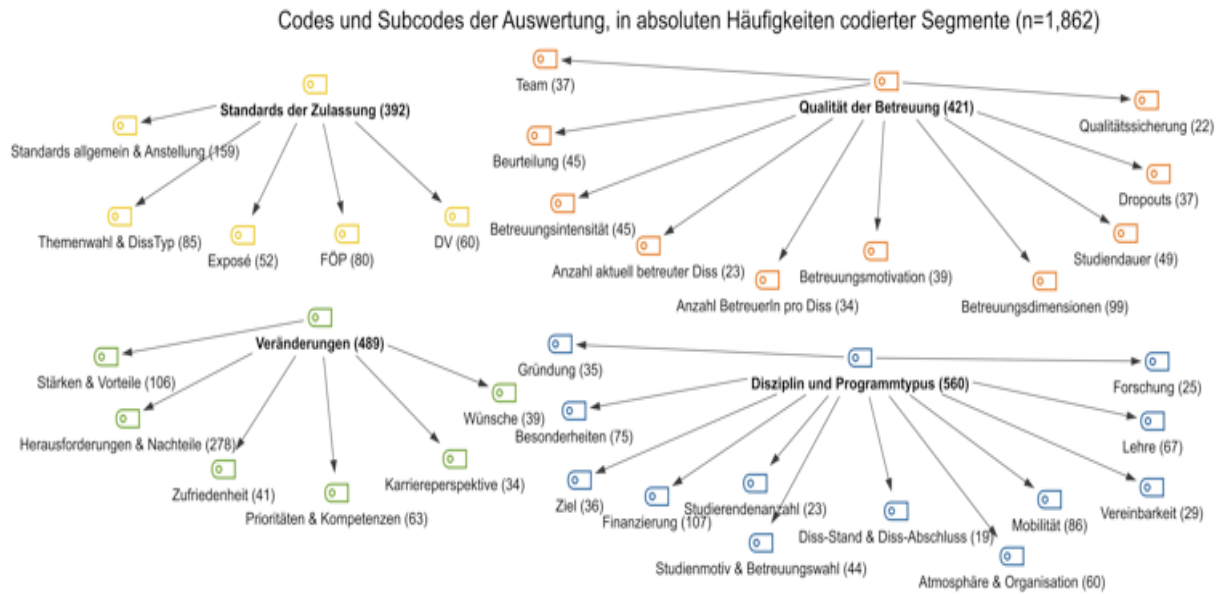 Codes und Subcodes der Auswertung, in absoluten Häufigkeiten codierter Segmente (n=1,862)
Standards der Zulassung (392)
Standards allgemein & Anstellung (159)
Themenwahl & DissTyp (85)
Exposé (52)
FÖP (80)
DV (60)
Qualität der Betreuung (421)
Team (37)
Beurteilung (45)
Betreuungsintensität (45)
Anzahl aktuell betreuter Diss (23)
Anzahl BetreuerIn pro Diss (34)
Betreuungsmotivation (39)
Betreuungsdimensionen (99)
Studiendauer (49)
Dropouts (37)
Qualitätssicherung (22)
Veränderungen (489)
Stärken & Vorteile (106)
Herausforderungen & Nachteile (278)
Zufriedenheit (41)
Prioritäten & Kompetenzen (63)
Karriereperspektive (34)
Wünsche (39)
Disziplin und Programmtypus (560)
Gründung (35)
Besonderheiten (75)
Ziel (36)
Finanzierung (107)
Studierendenanzahl (23)
Studienmotiv & Betreuungswahl (44)
Diss-Stand & Diss-Abschluss (19)
Atmosphäre & Organisation (60)
Mobilität (86)
Vereinbarkeit (29)
Lehre (67)
Forschung (25)